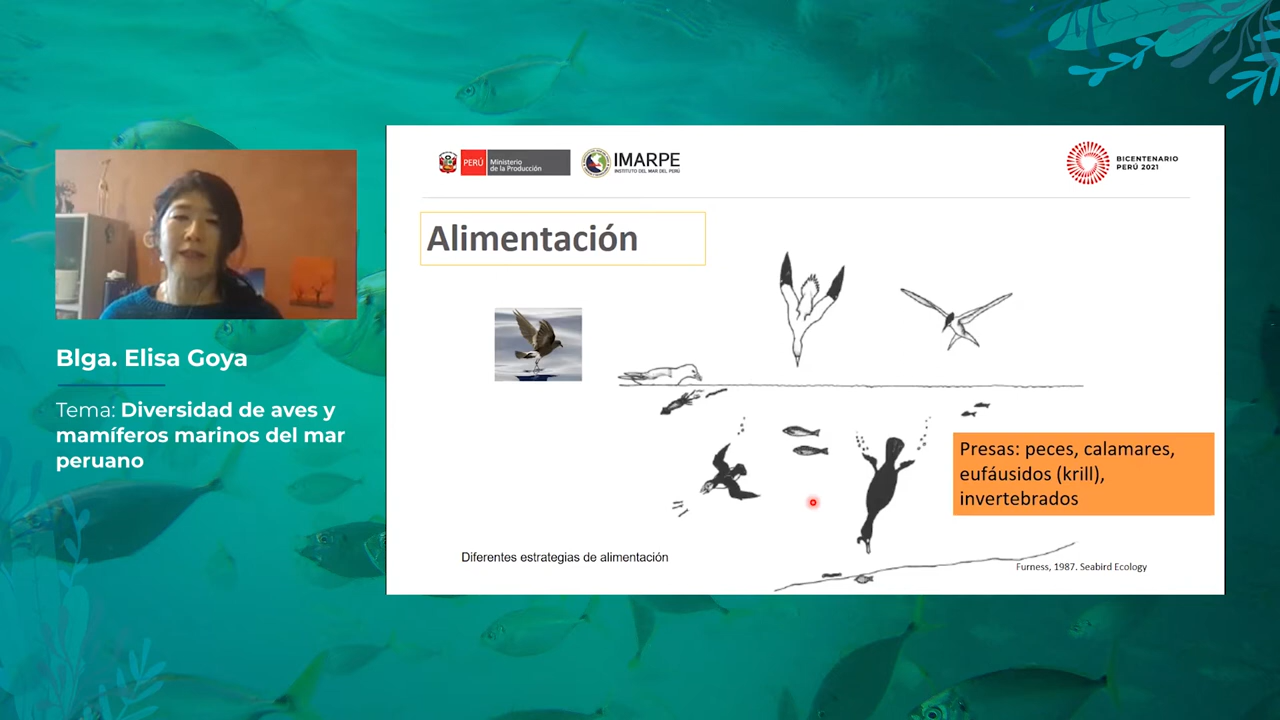 PERÚ
Ministerio
de la Producción
IMARPE
INSTITUTO DEL MAR DEL PERÚ
BICENTENARIO
PERÚ 2021
Alimentación
Blga. Elisa Goya
Tema: Diversidad de aves y
mamíferos marinos del mar
peruano
Presas: peces, calamares,
eufáusidos (krill),
invertebrados
Diferentes estrategias de alimentación
Furness, 1987. Seabird Ecology